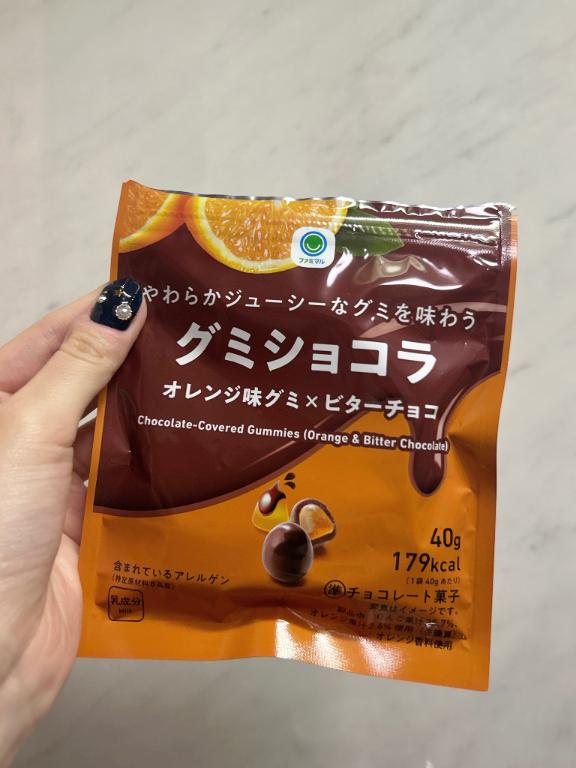 ファミマル
やわらかジューシーなグミを味わう
グミショコラ
オレンジ味グミ×ビターチョコ
Chocolate-Covered Gummies (Orange & Bitter Chocolate)
40g
179kcal
(1袋 40gあたり)
含まれているアレルゲン
(特定原材料8品目)
乳成分
Milk
準チョコレート菓子
写真はイメージです。
オレンジ香料使用